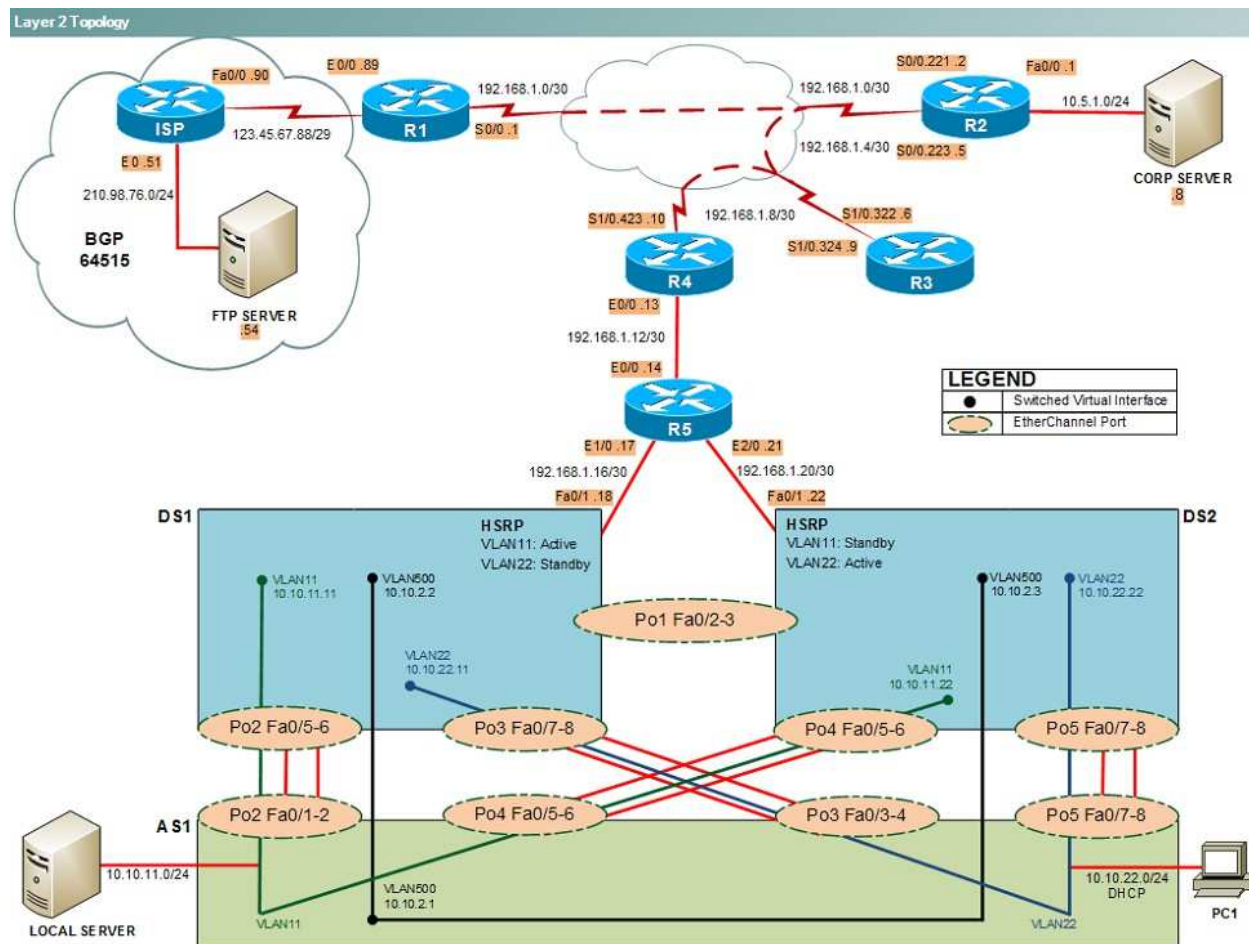 Layer 2 Topology
Fa0/0 .90
E0/0 .89
192.168.1.0/30
192.168.1.0/30
S0/0.221 .2
Fa0/0 .1
ISP
R1
R2
10.5.1.0/24
123.45.67.88/29
S0/0 .1
192.168.1.4/30
S0/0.223 .5
CORP SERVER
.8
E0 .51
210.98.76.0/24
S1/0.423 .10
192.168.1.8/30
S1/0.322 .6
BGP
64515
R4
S1/0.324 .9
R3
FTP SERVER
.54
E0/0 .13
192.168.1.12/30
E0/0 .14
LEGEND
Switched Virtual Interface
EtherChannel Port
R5
E1/0 .17
E2/0 .21
192.168.1.16/30
192.168.1.20/30
Fa0/1 .18
Fa0/1 .22
DS1
HSRP
VLAN11: Active
VLAN22: Standby
HSRP
VLAN11: Standby
VLAN22: Active
DS2
VLAN11
10.10.11.11
VLAN500
10.10.2.2
VLAN500
10.10.2.3
VLAN22
10.10.22.22
Po1 Fa0/2-3
VLAN22
10.10.22.11
VLAN11
10.10.11.22
Po2 Fa0/5-6
Po3 Fa0/7-8
Po4 Fa0/5-6
Po5 Fa0/7-8
AS1
Po2 Fa0/1-2
Po4 Fa0/5-6
Po3 Fa0/3-4
Po5 Fa0/7-8
10.10.11.0/24
VLAN500
10.10.2.1
10.10.22.0/24
DHCP
PC1
LOCAL SERVER
VLAN11
VLAN22